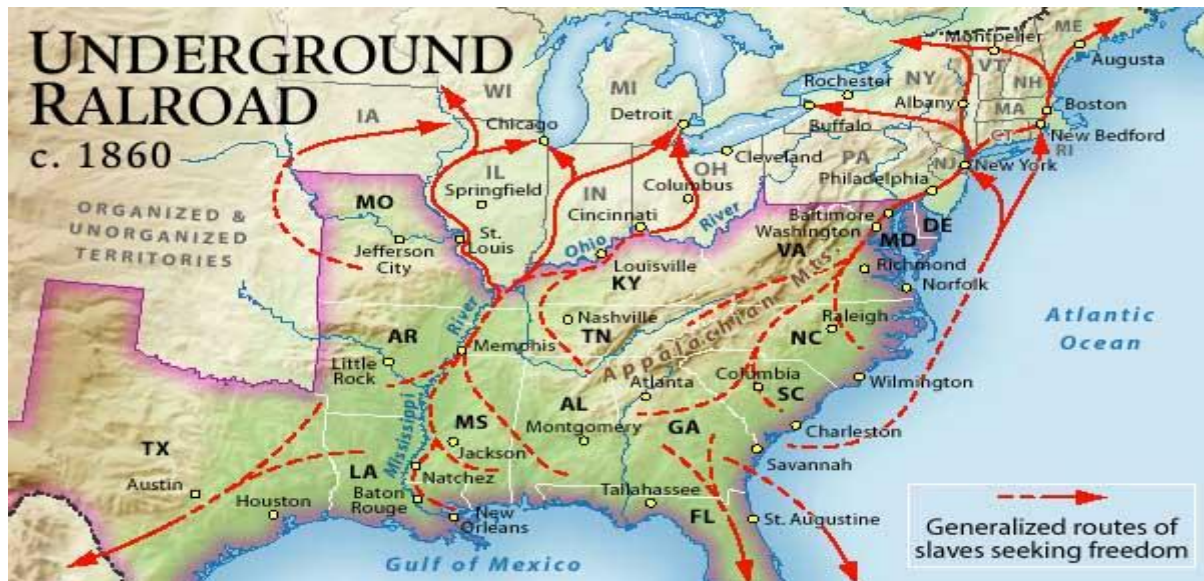 UNDERGROUND
RALROAD
c. 1860
ORGANIZED &
UNORGANIZED
TERRITORIES
WI
IA
MI
Chicago
Detroit
IL
Springfield
IN
OH
Columbus
Cleveland
Cincinnati
MO
Jefferson
City
St.
Louis
Ohio
River
Louisville
KY
Nashville
TN
AR
River
Memphis
Little
Rock
Mississippi
MS
Jackson
AL
Montgomery
TX
Austin
Houston
LA
Natchez
Baton
Rouge
New
Orleans
Gulf of Mexico
ME
Montpelier
VT
NH
Augusta
Rochester
NY
Albany
MA
Boston
Buffalo
CT
New Bedford
RI
PA
NJ
New York
Philadelphia
Baltimore
Washington
MD
DE
VA
Richmond
Norfolk
Appalachian Mts.
Raleigh
NC
Atlanta
Columbia
SC
Wilmington
GA
Charleston
Savannah
Tallahassee
FL
St. Augustine
Atlantic
Ocean
Generalized routes of
slaves seeking freedom